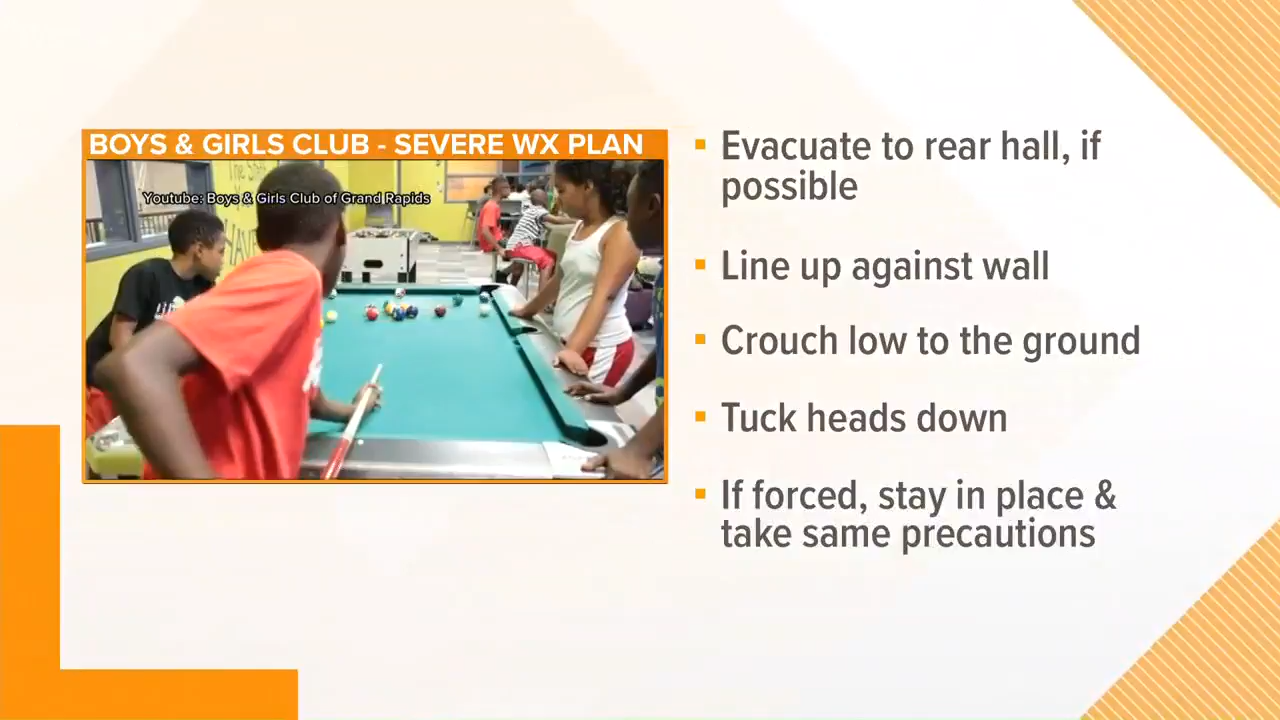 BOYS & GIRLS CLUB - SEVERE WX PLAN
Youtube: Boys & Girls Club of Grand Rapids
The
HAVE
Evacuate to rear hall, if
possible
Line up against wall
Crouch low to the ground
Tuck heads down
If forced, stay in place &
take same precautions